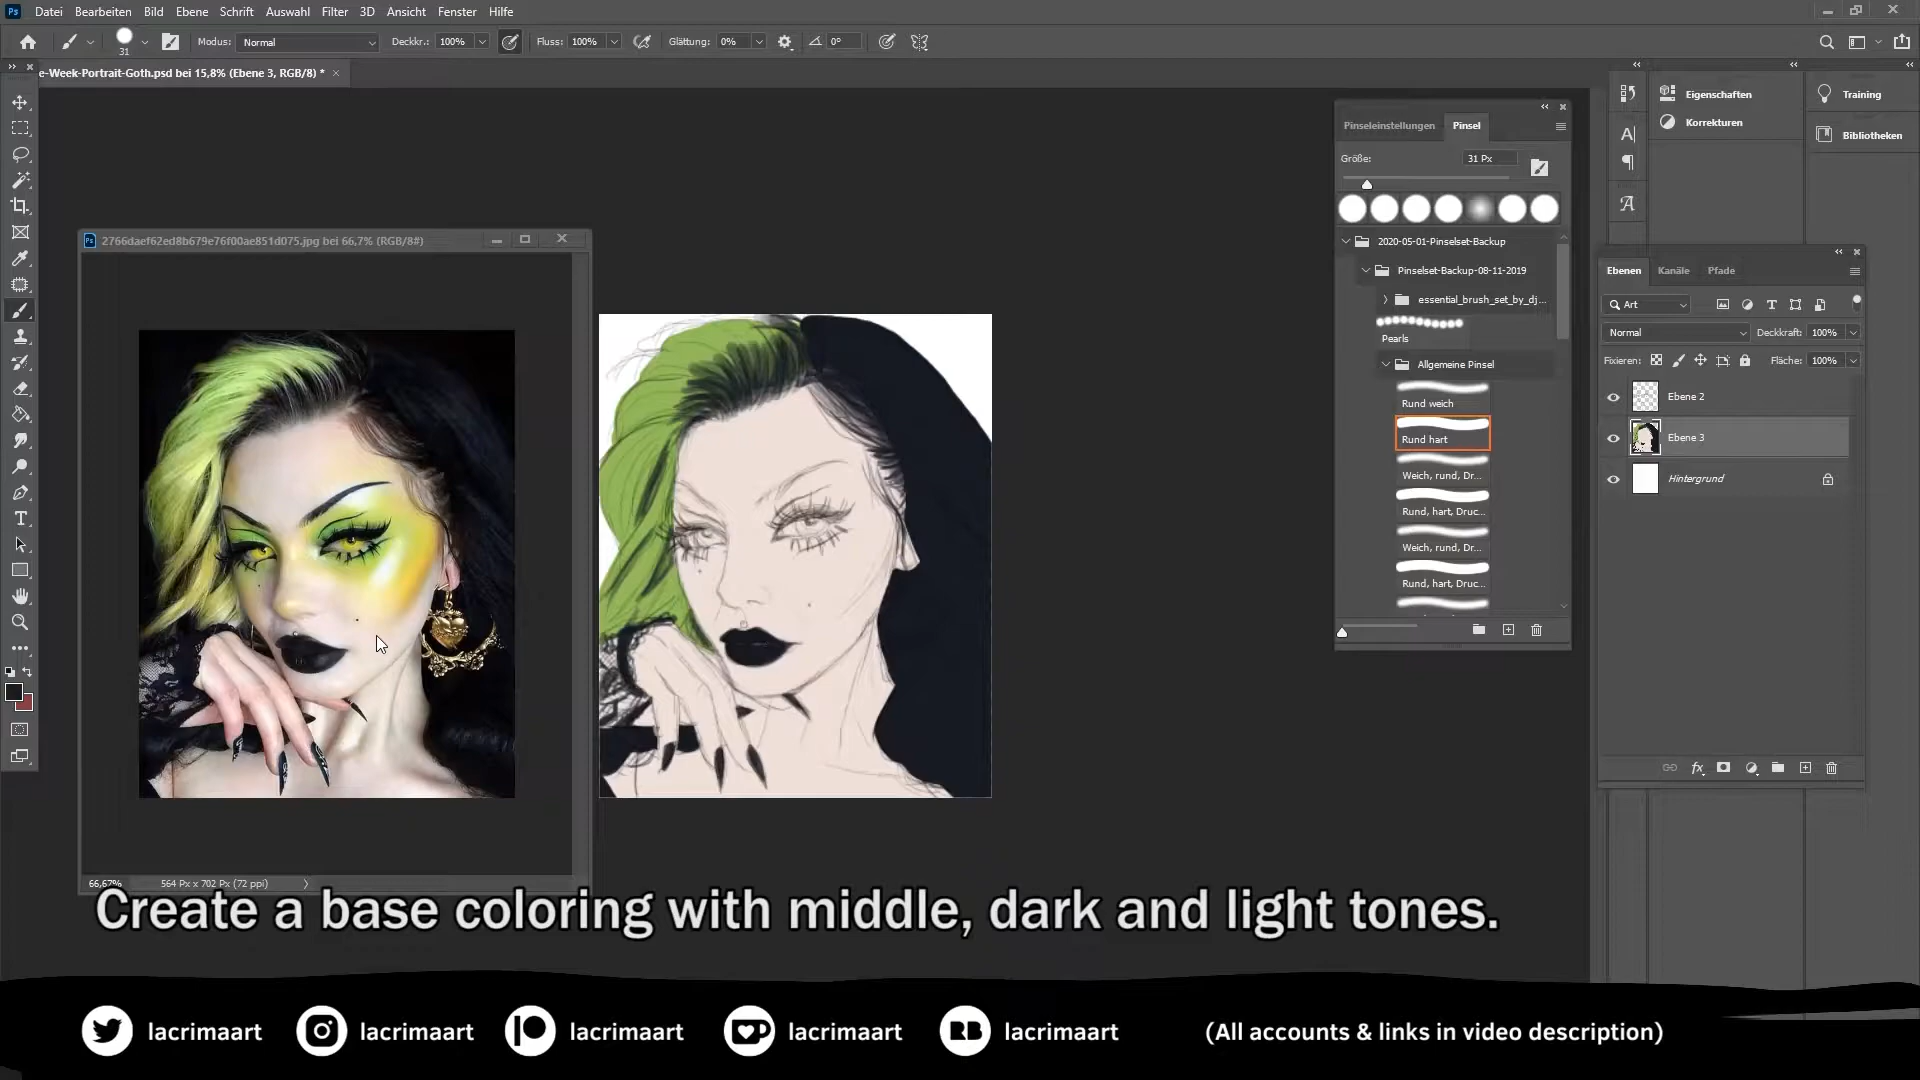 Ps Datei Bearbeiten Bild Ebene Schrift Auswahl Filter 3D Ansicht Fenster Hilfe
31 Modus: Normal Deckkr.: 100% Fluss: 100% Glättung: 0% 0°
e-Week-Portrait-Goth.psd bei 15,8% (Ebene 3, RGB/8) * ×
Eigenschaften
Korrekturen
Training
Bibliotheken
Pinseleinstellungen Pinsel
Größe: 31 Px
2020-05-01-Pinselset-Backup
Pinselset-Backup-08-11-2019
essential_brush_set_by_dj...
Pearls
Allgemeine Pinsel
Rund weich
Rund hart
Weich, rund, Dr...
Rund, hart, Druc...
Weich, rund, Dr...
Rund, hart, Druc...
Ebenen Kanäle Pfade
Art
Normal Deckkraft: 100%
Fixieren: Fläche: 100%
Ebene 2
Ebene 3
Hintergrund
fx
Ps 2766daef62ed8b679e76f00ae851d075.jpg bei 66,7% (RGB/8#)
66,67% 564 Px x 702 Px (72 ppi)
Create a base coloring with middle, dark and light tones.
lacrimaart lacrimaart lacrimaart lacrimaart RB lacrimaart (All accounts & links in video description)